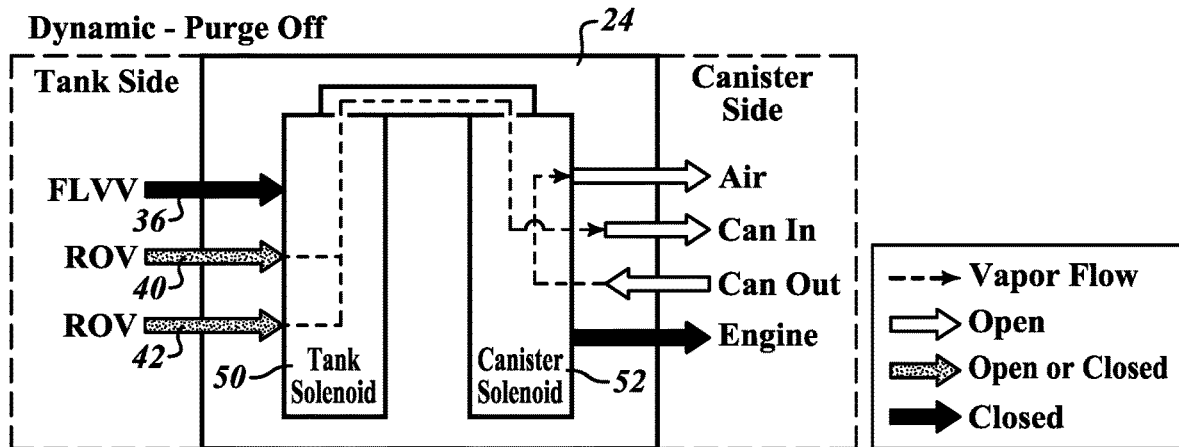 Dynamic - Purge Off
24
Tank Side
Canister
Side
FLVV
36
Air
ROV
40
Can In
ROV
42
Can Out
Engine
50
Tank
Solenoid
Canister
Solenoid
52
Vapor Flow
Open
Open or Closed
Closed